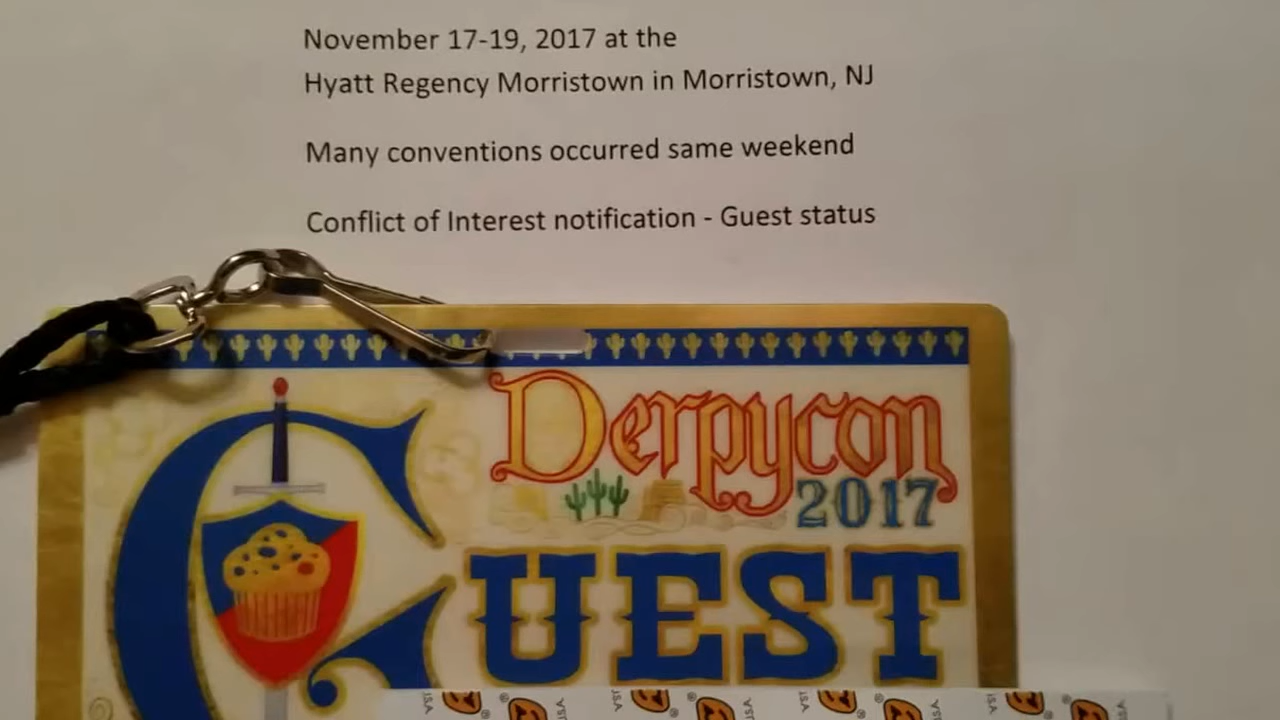 November 17-19, 2017 at the
Hyatt Regency Morristown in Morristown, NJ
Many conventions occurred same weekend
Conflict of Interest notification - Guest status
Derpycon
2017
GUEST